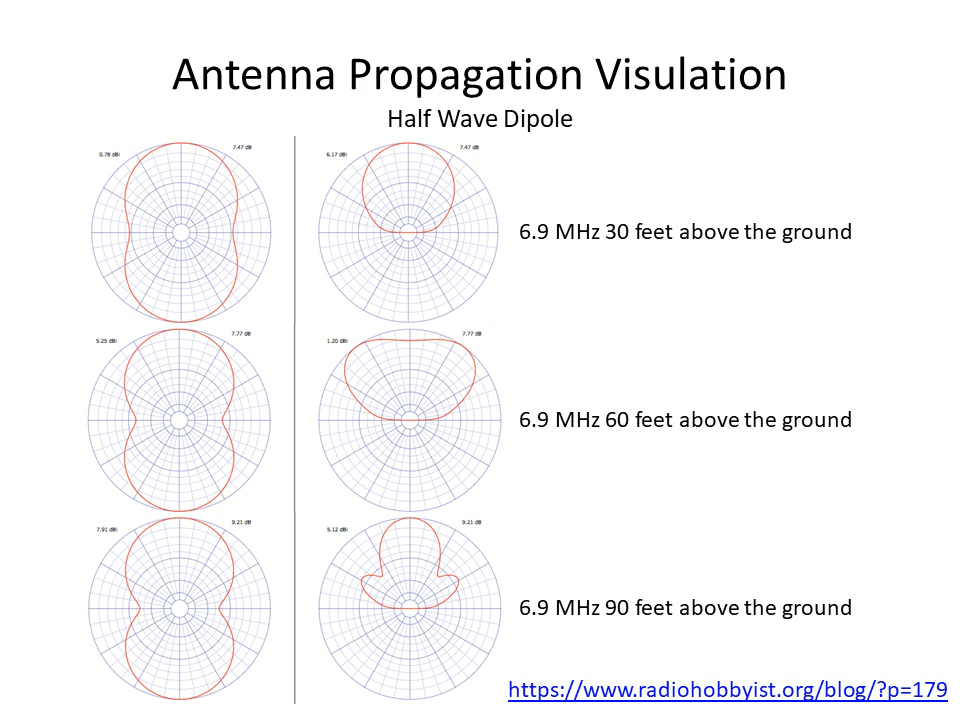 Antenna Propagation Visulation
Half Wave Dipole
0.78 dBi
7.47 dB
6.17 dBi
7.47 dB
6.9 MHz 30 feet above the ground
5.25 dBi
7.77 dB
1.20 dBi
7.77 dB
6.9 MHz 60 feet above the ground
7.91 dBi
9.21 dB
5.12 dBi
9.21 dB
6.9 MHz 90 feet above the ground
https://www.radiohobbyist.org/blog/?p=179